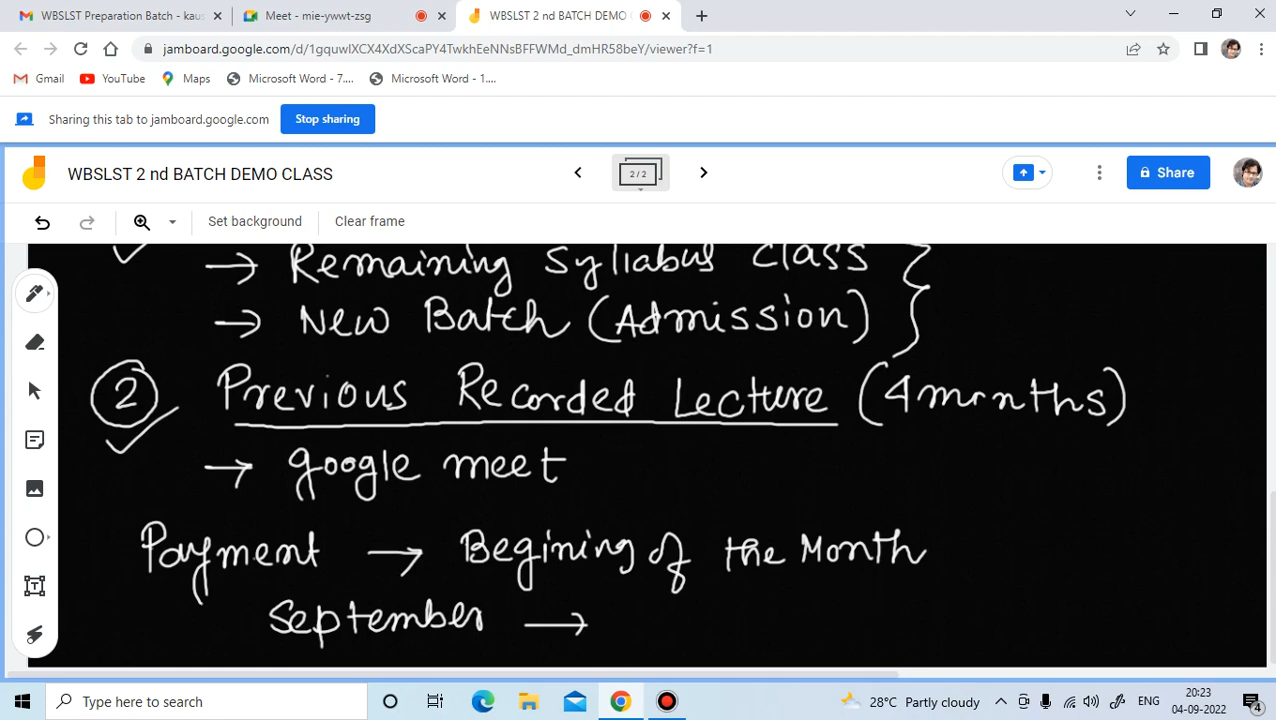 WBSLST Preparation Batch - kaus
Meet - mie-ywwt-zsg
WBSLST 2 nd BATCH DEMO C
jamboard.google.com/d/1gquwlXCX4XdXScaPY4TwkhEeNNsBFFWMd_dmHR58beY/viewer?f=1
Gmail YouTube Maps Microsoft Word - 7.... Microsoft Word - 1....
Sharing this tab to jamboard.google.com Stop sharing
WBSLST 2 nd BATCH DEMO CLASS 2 / 2 Share
Set background Clear frame
→ Remaining Syllabus Class
→ New Batch (Admission)
2 Previous Recorded Lecture (4 months)
→ google meet
Payment → Begining of the Month
September →
Type here to search 28°C Partly cloudy ENG 20:23
04-09-2022 4